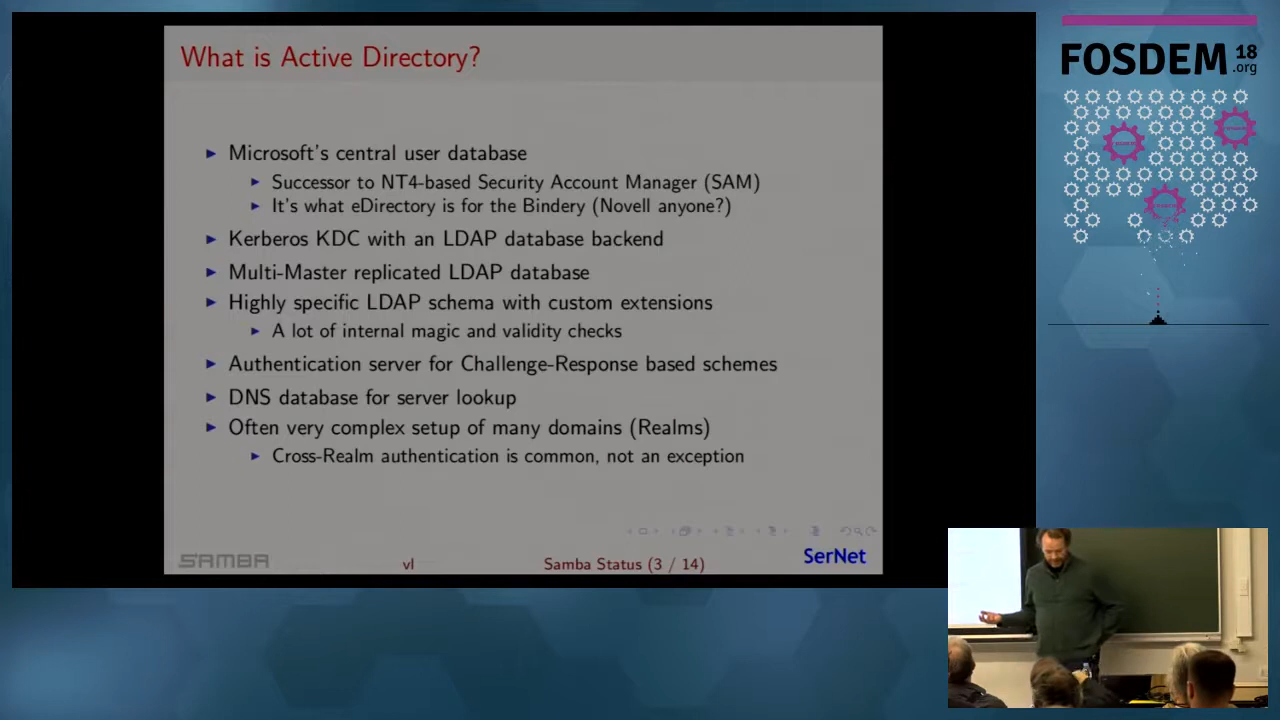 What is Active Directory?
Microsoft's central user database
Successor to NT4-based Security Account Manager (SAM)
It's what eDirectory is for the Bindery (Novell anyone?)
Kerberos KDC with an LDAP database backend
Multi-Master replicated LDAP database
Highly specific LDAP schema with custom extensions
A lot of internal magic and validity checks
Authentication server for Challenge-Response based schemes
DNS database for server lookup
Often very complex setup of many domains (Realms)
Cross-Realm authentication is common, not an exception
SAMBA
vl
Samba Status (3 / 14)
SerNet
FOSDEM 18
.org